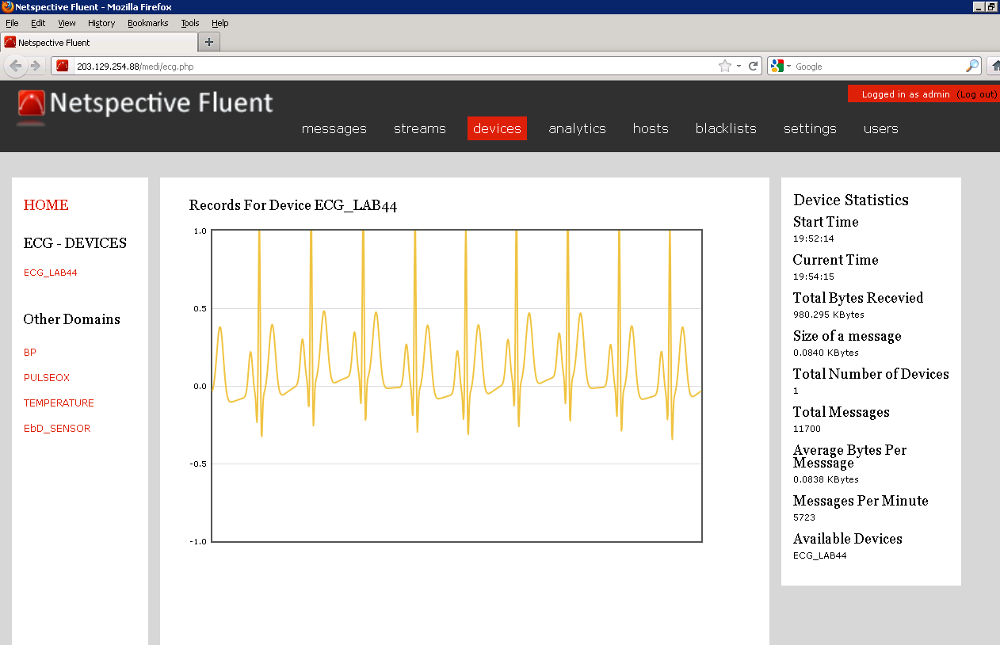 Netspective Fluent - Mozilla Firefox
File Edit View History Bookmarks Tools Help
Netspective Fluent
203.129.254.88/medi/ecg.php
Google
Netspective Fluent
Logged in as admin (Log out)
messages streams devices analytics hosts blacklists settings users
HOME
ECG - DEVICES
ECG_LAB44
Other Domains
BP
PULSEOX
TEMPERATURE
EbD_SENSOR
Records For Device ECG_LAB44
1.0
0.5
0.0
-0.5
-1.0
Device Statistics
Start Time
19:52:14
Current Time
19:54:15
Total Bytes Recevied
980.295 KBytes
Size of a message
0.0840 KBytes
Total Number of Devices
1
Total Messages
11700
Average Bytes Per
Messsage
0.0838 KBytes
Messages Per Minute
5723
Available Devices
ECG_LAB44